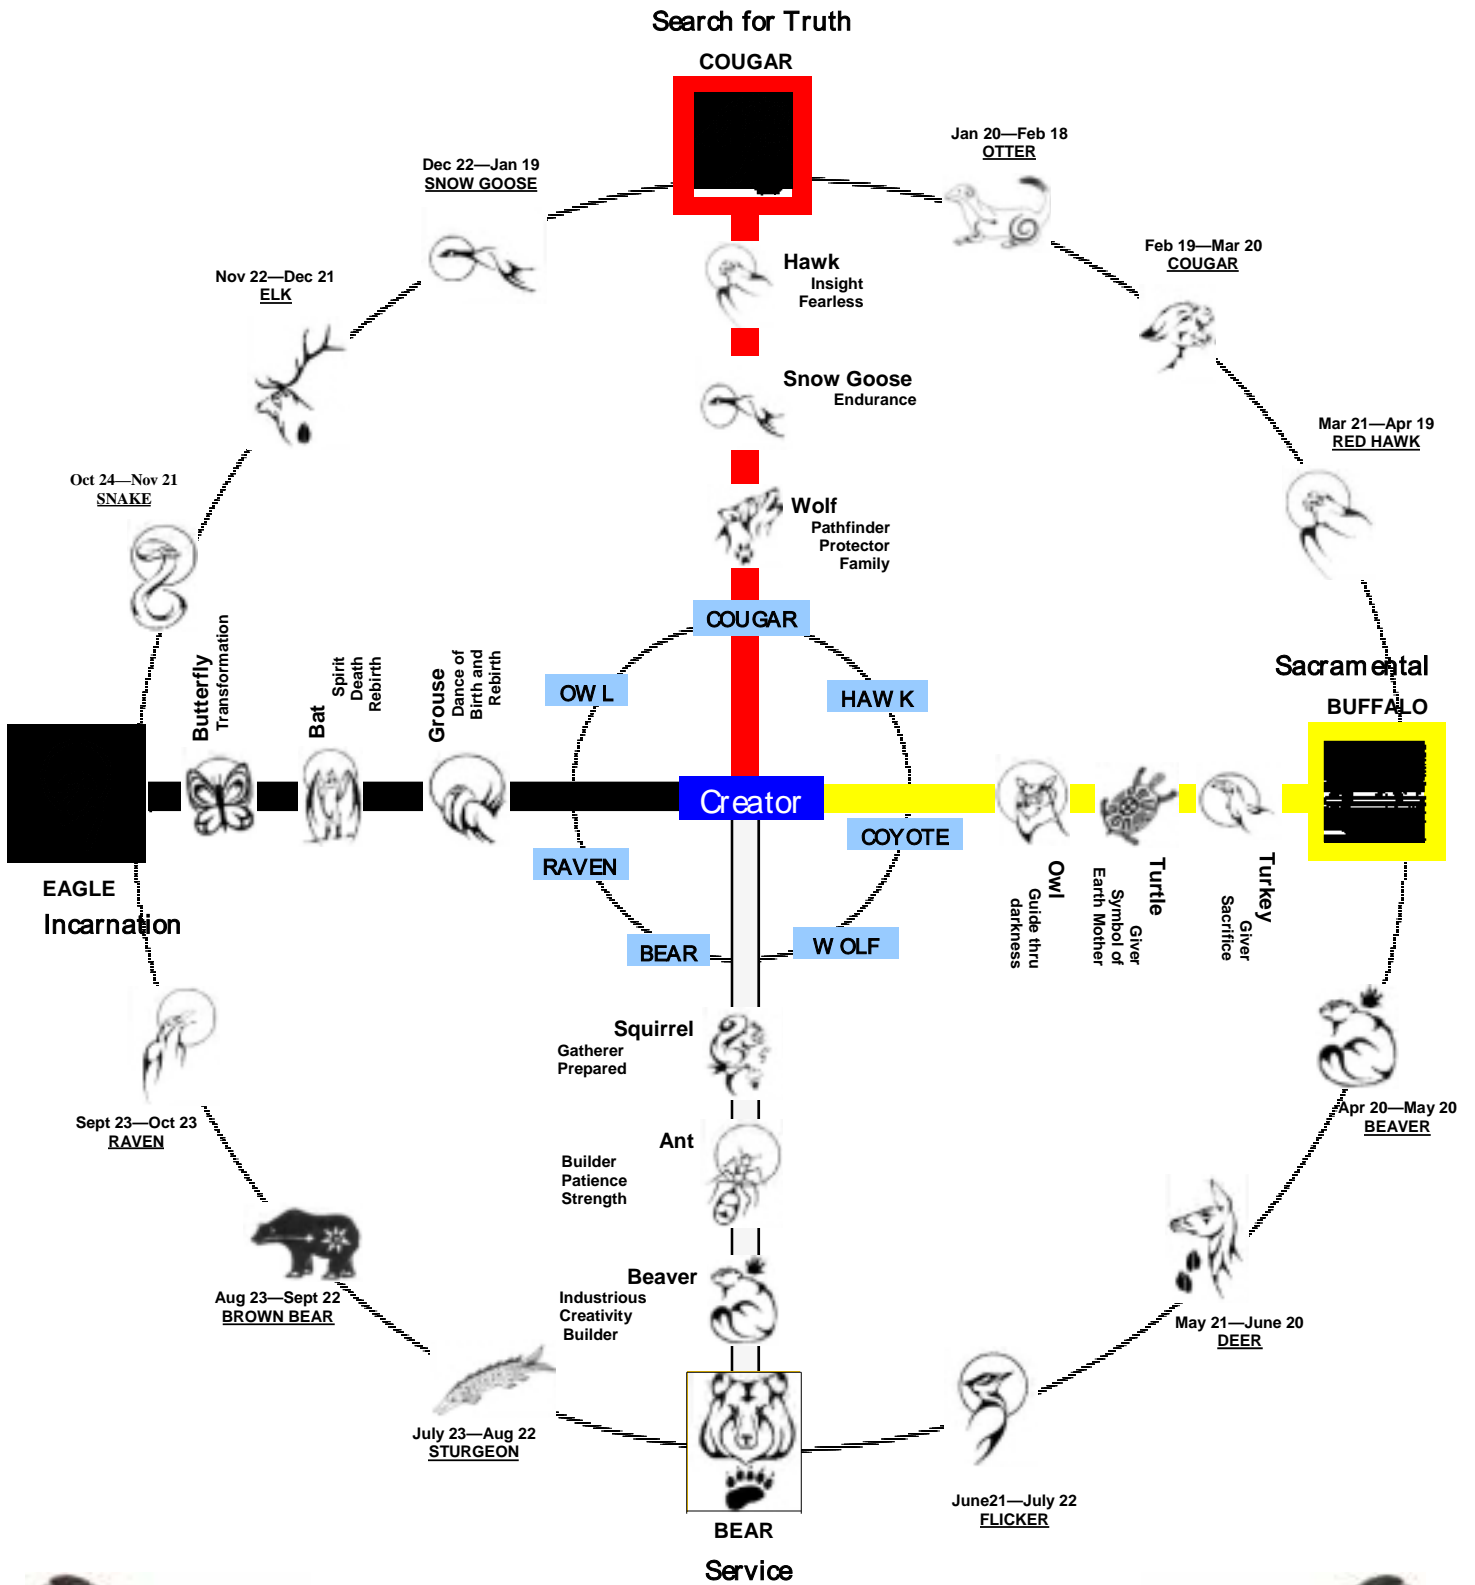 Search for Truth
COUGAR
Jan 20—Feb 18
OTTER
Dec 22—Jan 19
SNOW GOOSE
Feb 19—Mar 20
COUGAR
Nov 22—Dec 21
ELK
Hawk
Insight
Fearless
Snow Goose
Endurance
Mar 21—Apr 19
RED HAWK
Oct 24—Nov 21
SNAKE
Wolf
Pathfinder
Protector
Family
COUGAR
OWL
HAWK
Butterfly
Transformation
Bat
Spirit
Death
Rebirth
Grouse
Dance of
Birth and
Rebirth
Sacramental
BUFFALO
Creator
COYOTE
RAVEN
BEAR
WOLF
EAGLE
Incarnation
Owl
Guide thru
darkness
Turtle
Giver
Symbol of
Earth Mother
Turkey
Giver
Sacrifice
Squirrel
Gatherer
Prepared
Sept 23—Oct 23
RAVEN
Apr 20—May 20
BEAVER
Ant
Builder
Patience
Strength
Beaver
Industrious
Creativity
Builder
Aug 23—Sept 22
BROWN BEAR
May 21—June 20
DEER
July 23—Aug 22
STURGEON
June21—July 22
FLICKER
BEAR
Service